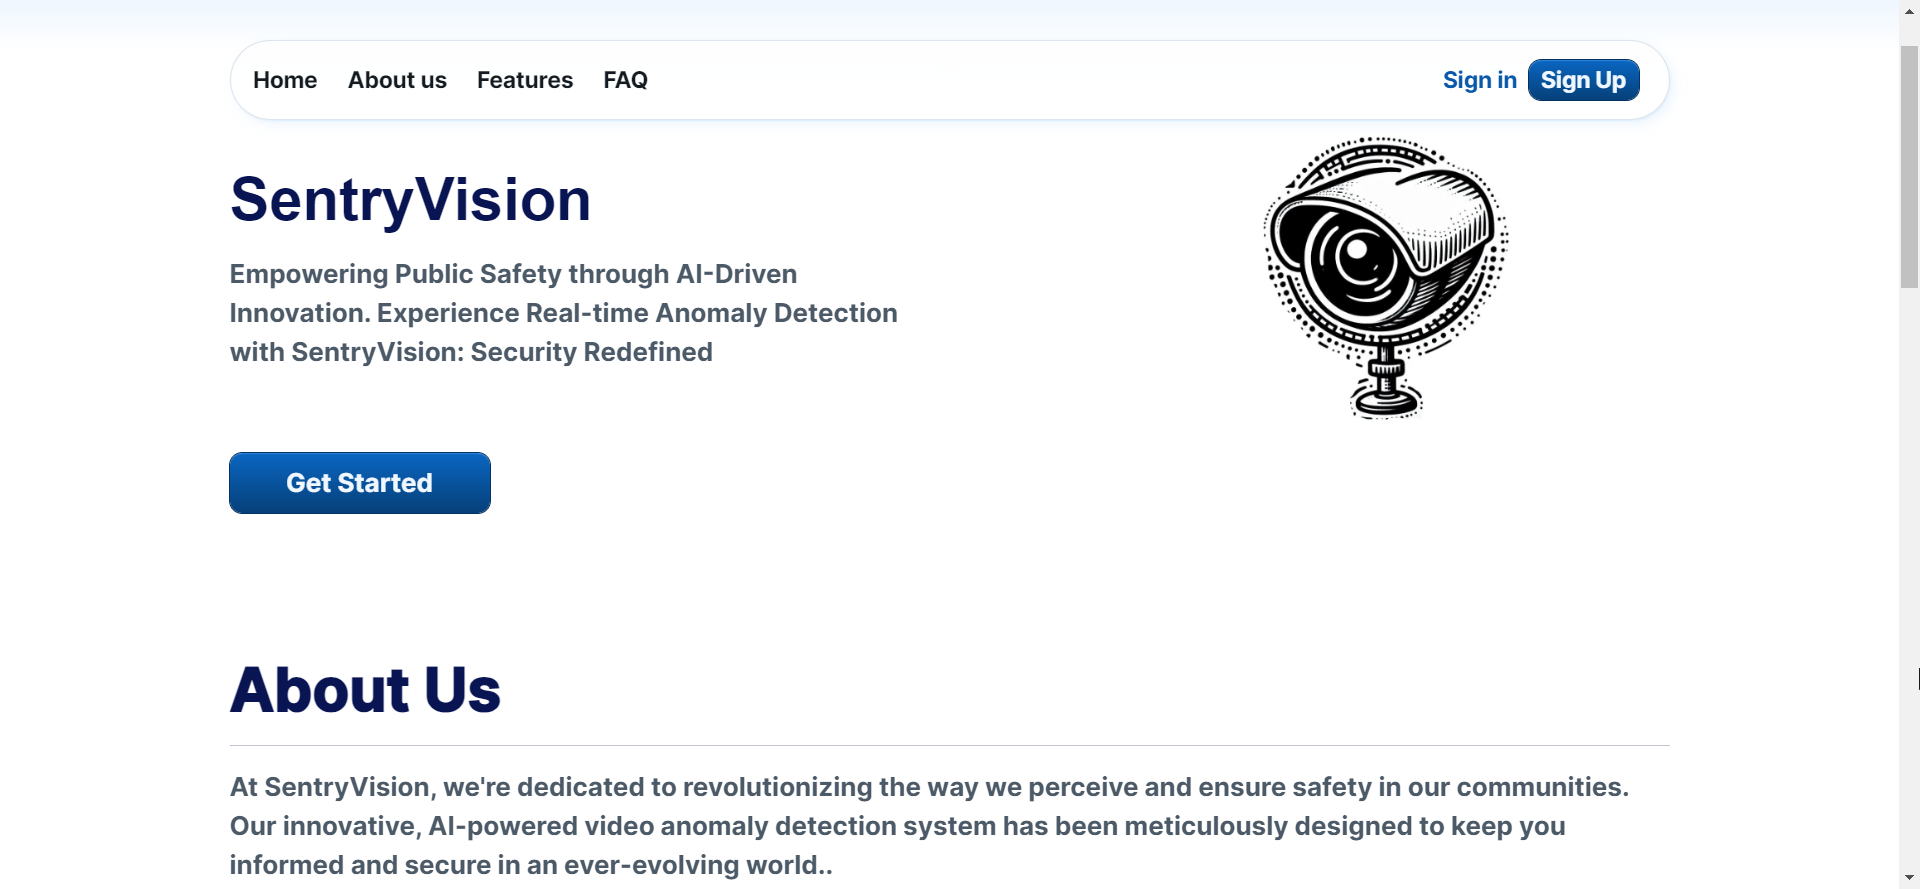 Home About us Features FAQ Sign in Sign Up
SentryVision
Empowering Public Safety through AI-Driven
Innovation. Experience Real-time Anomaly Detection
with SentryVision: Security Redefined
Get Started
About Us
At SentryVision, we're dedicated to revolutionizing the way we perceive and ensure safety in our communities.
Our innovative, AI-powered video anomaly detection system has been meticulously designed to keep you
informed and secure in an ever-evolving world..